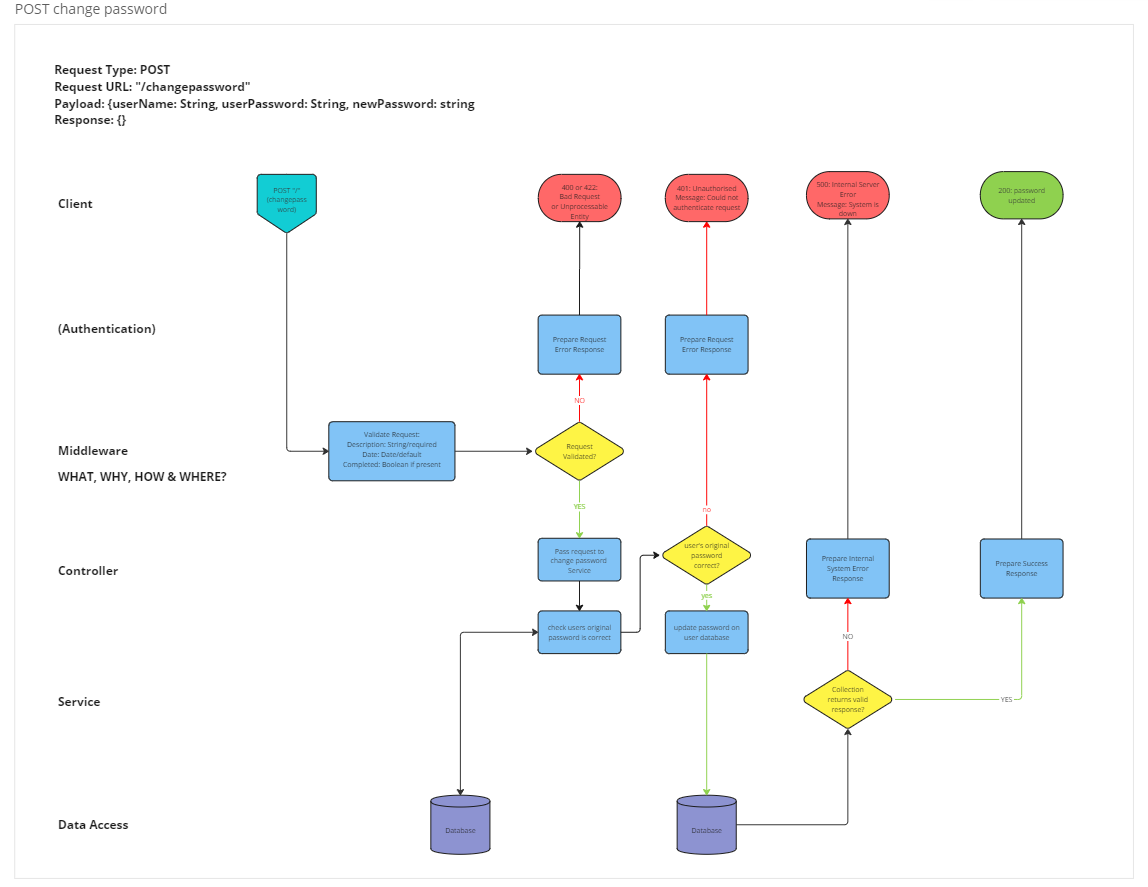 POST change password
Request Type: POST
Request URL: "/changepassword"
Payload: {userName: String, userPassword: String, newPassword: string
Response: {}
Client
POST "/"
(changepass
word)
400 or 422:
Bad Request
or Unprocessable
Entity
401: Unauthorised
Message: Could not
authenticate request
500: Internal Server
Error
Message: System is
down
200: password
updated
(Authentication)
Prepare Request
Error Response
Prepare Request
Error Response
NO
Middleware
WHAT, WHY, HOW & WHERE?
Validate Request:
Description: String/required
Date: Date/default
Completed: Boolean if present
Request
Validated?
YES
no
Controller
Pass request to
change password
Service
user's original
password
correct?
Prepare Internal
System Error
Response
Prepare Success
Response
yes
check users original
password is correct
update password on
user database
NO
Service
Collection
returns valid
response?
YES
Data Access
Database
Database